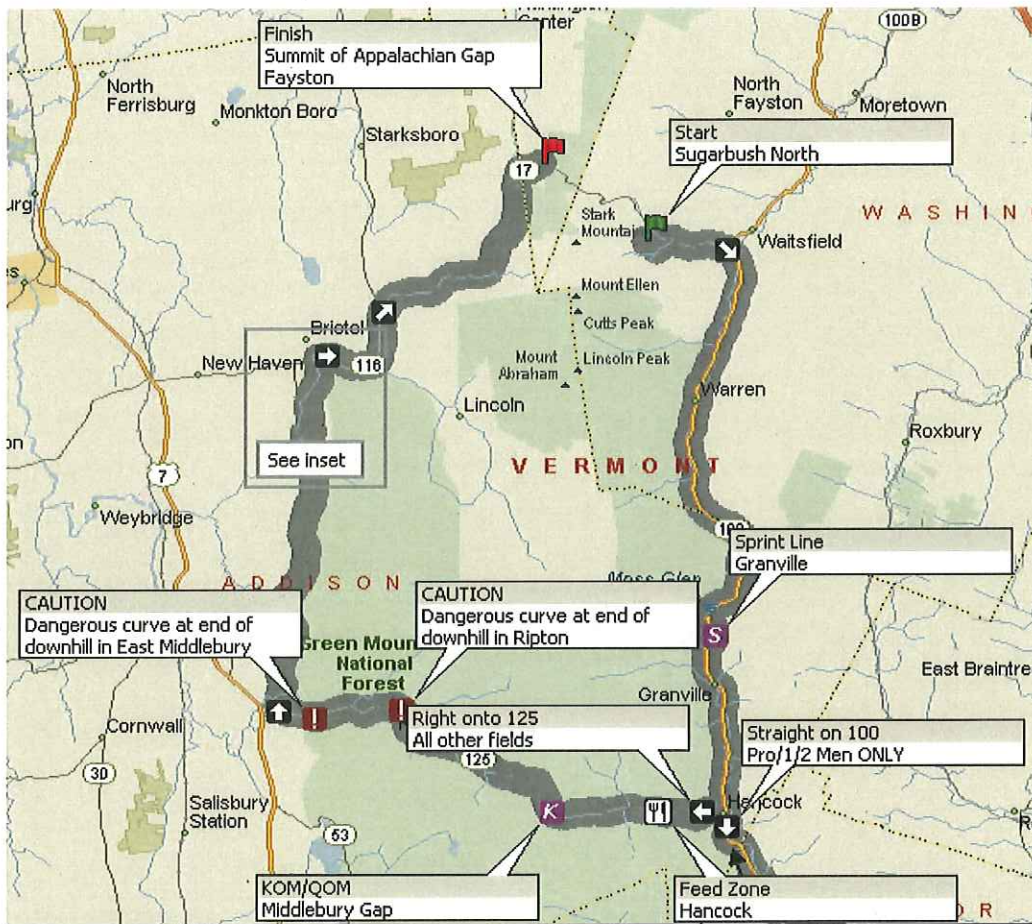 Center
100B
Finish
Summit of Appalachian Gap
Fayston
North
Ferrisburg
Monkton Boro
Starksboro
North
Fayston
Moretown
Start
Sugarbush North
17
WASHIN
Stark
Mountai
Waitsfield
Mount Ellen
Cutts Peak
Bristol
New Haven
116
Mount
Abraham
Lincoln Peak
Lincoln
Warren
Roxbury
See inset
VERMONT
7
Weybridge
100
Sprint Line
Granville
ADDISON
CAUTION
Dangerous curve at end of
downhill in East Middlebury
CAUTION
Dangerous curve at end of
downhill in Ripton
Green Moun
National
Forest
S
East Braintre
Granville
!
!
Right onto 125
All other fields
Straight on 100
Pro/1/2 Men ONLY
Cornwall
30
125
Hancock
Salisbury
Station
53
K
KOM/QOM
Middlebury Gap
Feed Zone
Hancock